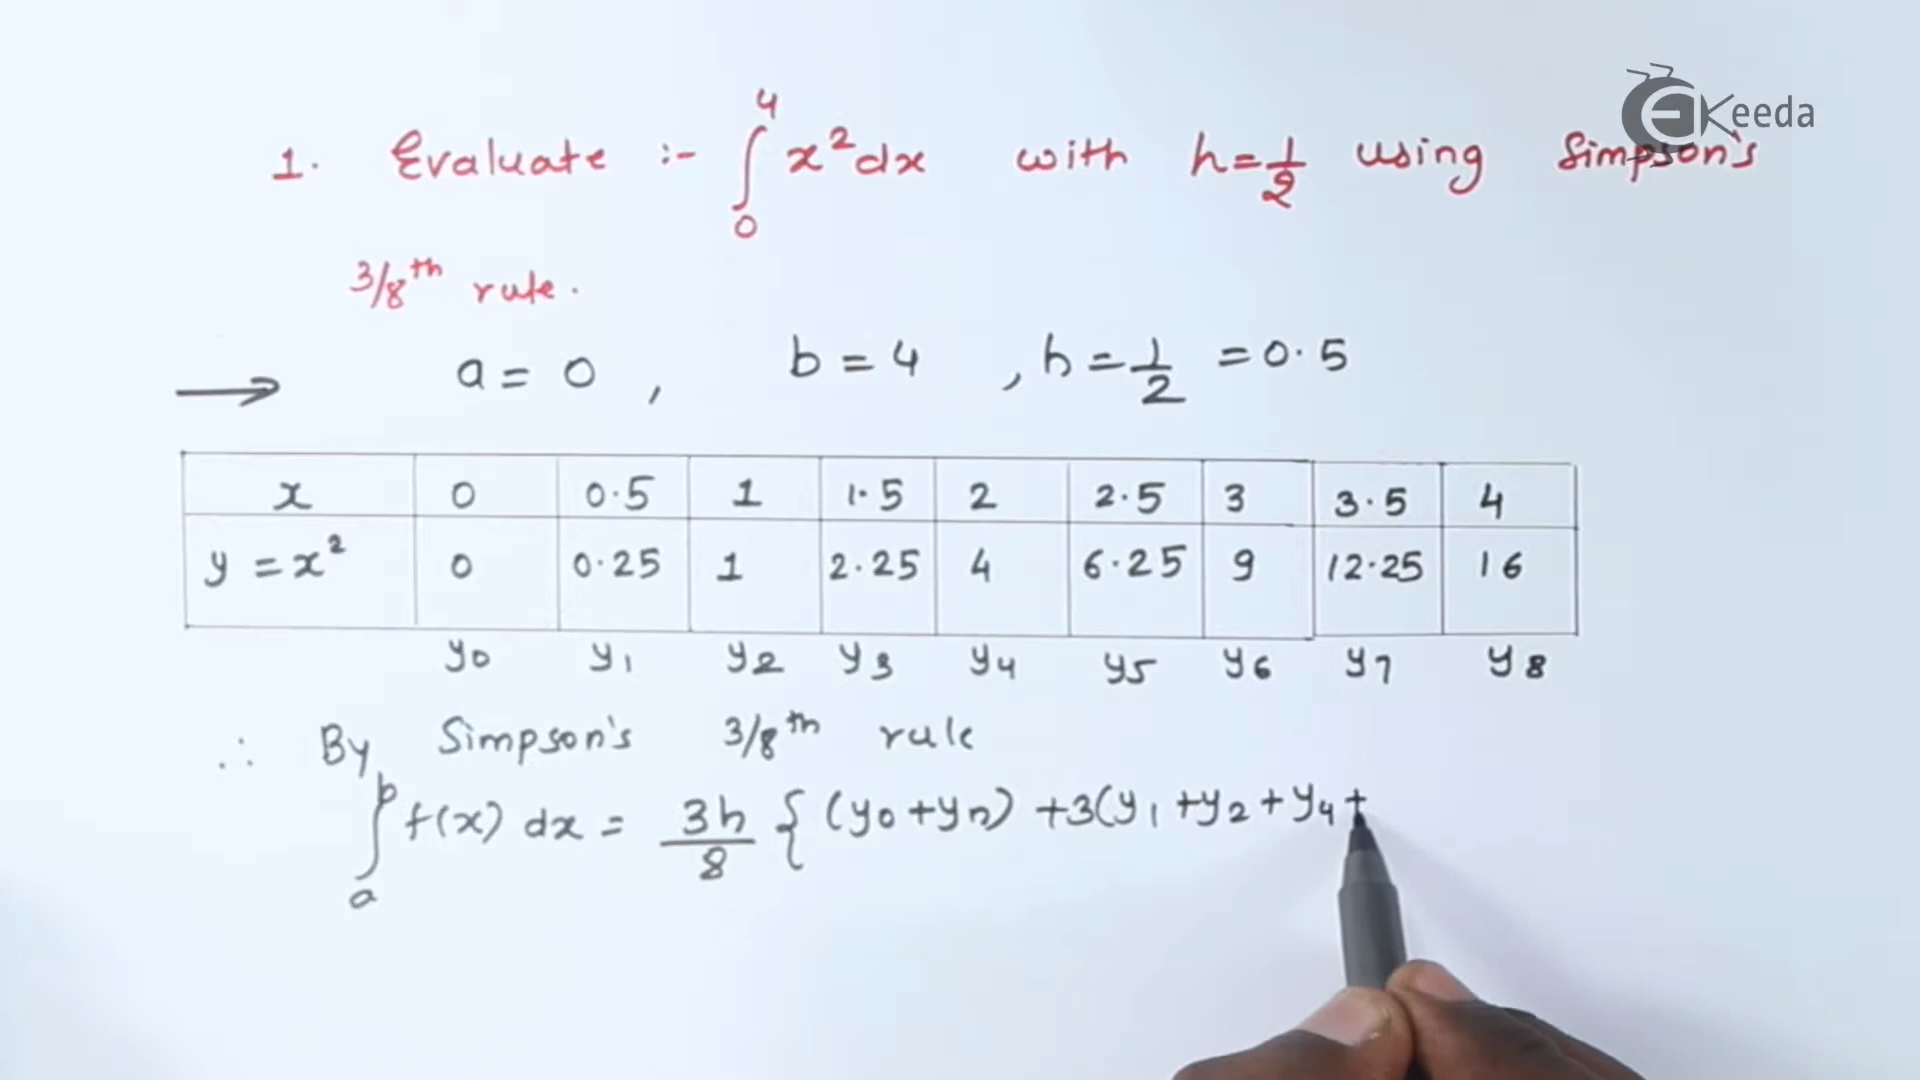 EKeeda
1. Evaluate :- ∫₀⁴ x² dx with h=1/2 using Simpson's
3/8th rule.
→ a = 0 , b = 4 , h = 1/2 = 0.5
x 0 0.5 1 1.5 2 2.5 3 3.5 4
y = x² 0 0.25 1 2.25 4 6.25 9 12.25 16
y0 y1 y2 y3 y4 y5 y6 y7 y8
∴ By Simpson's 3/8th rule
∫ₐᵇ f(x) dx = 3h/8 { (y0+yn) +3(y1+y2+y4+